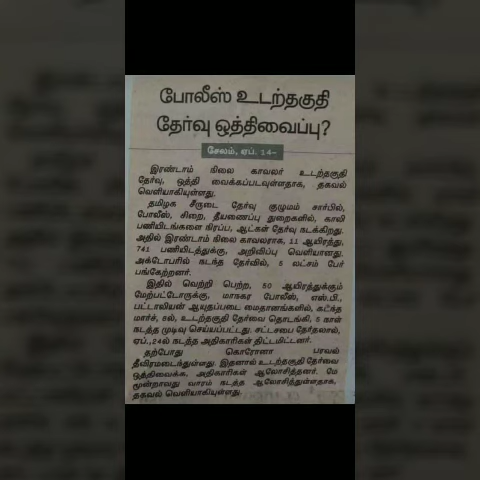 போலீஸ் உடற்தகுதி
தேர்வு ஒத்திவைப்பு?
சேலம், ஏப். 14–
இரண்டாம் நிலை காவலர் உடற்தகுதி
தேர்வு, ஒத்தி வைக்கப்படவுள்ளதாக, தகவல்
வெளியாகியுள்ளது.
தமிழக சீருடை தேர்வு குழுமம் சார்பில்,
போலீஸ், சிறை, தீயணைப்பு துறைகளில், காலி
பணியிடங்களை நிரப்ப, ஆட்கள் தேர்வு நடக்கிறது.
அதில் இரண்டாம் நிலை காவலராக, 11 ஆயிரத்து,
741 பணியிடத்துக்கு, அறிவிப்பு வெளியானது.
அக்டோபரில் நடந்த தேர்வில், 5 லட்சம் பேர்
பங்கேற்றனர்.
இதில் வெற்றி பெற்ற, 50 ஆயிரத்துக்கும்
மேற்பட்டோருக்கு, மாநகர போலீஸ், எஸ்.பி.,
பட்டாலியன் ஆயுதப்படை மைதானங்களில், கடந்த
மார்ச், 8ல், உடற்தகுதி தேர்வை தொடங்கி, 5 நாள்
நடத்த முடிவு செய்யப்பட்டது. சட்டசபை தேர்தலால்,
ஏப்.,24ல் நடத்த அதிகாரிகள் திட்டமிட்டனர்.
தற்போது கொரோனா பரவல்
தீவிரமடைந்துள்ளது. இதனால் உடற்தகுதி தேர்வை
ஒத்திவைக்க, அதிகாரிகள் ஆலோசித்தனர். மே
மூன்றாவது வாரம் நடத்த ஆலோசித்துள்ளதாக,
தகவல் வெளியாகியுள்ளது.